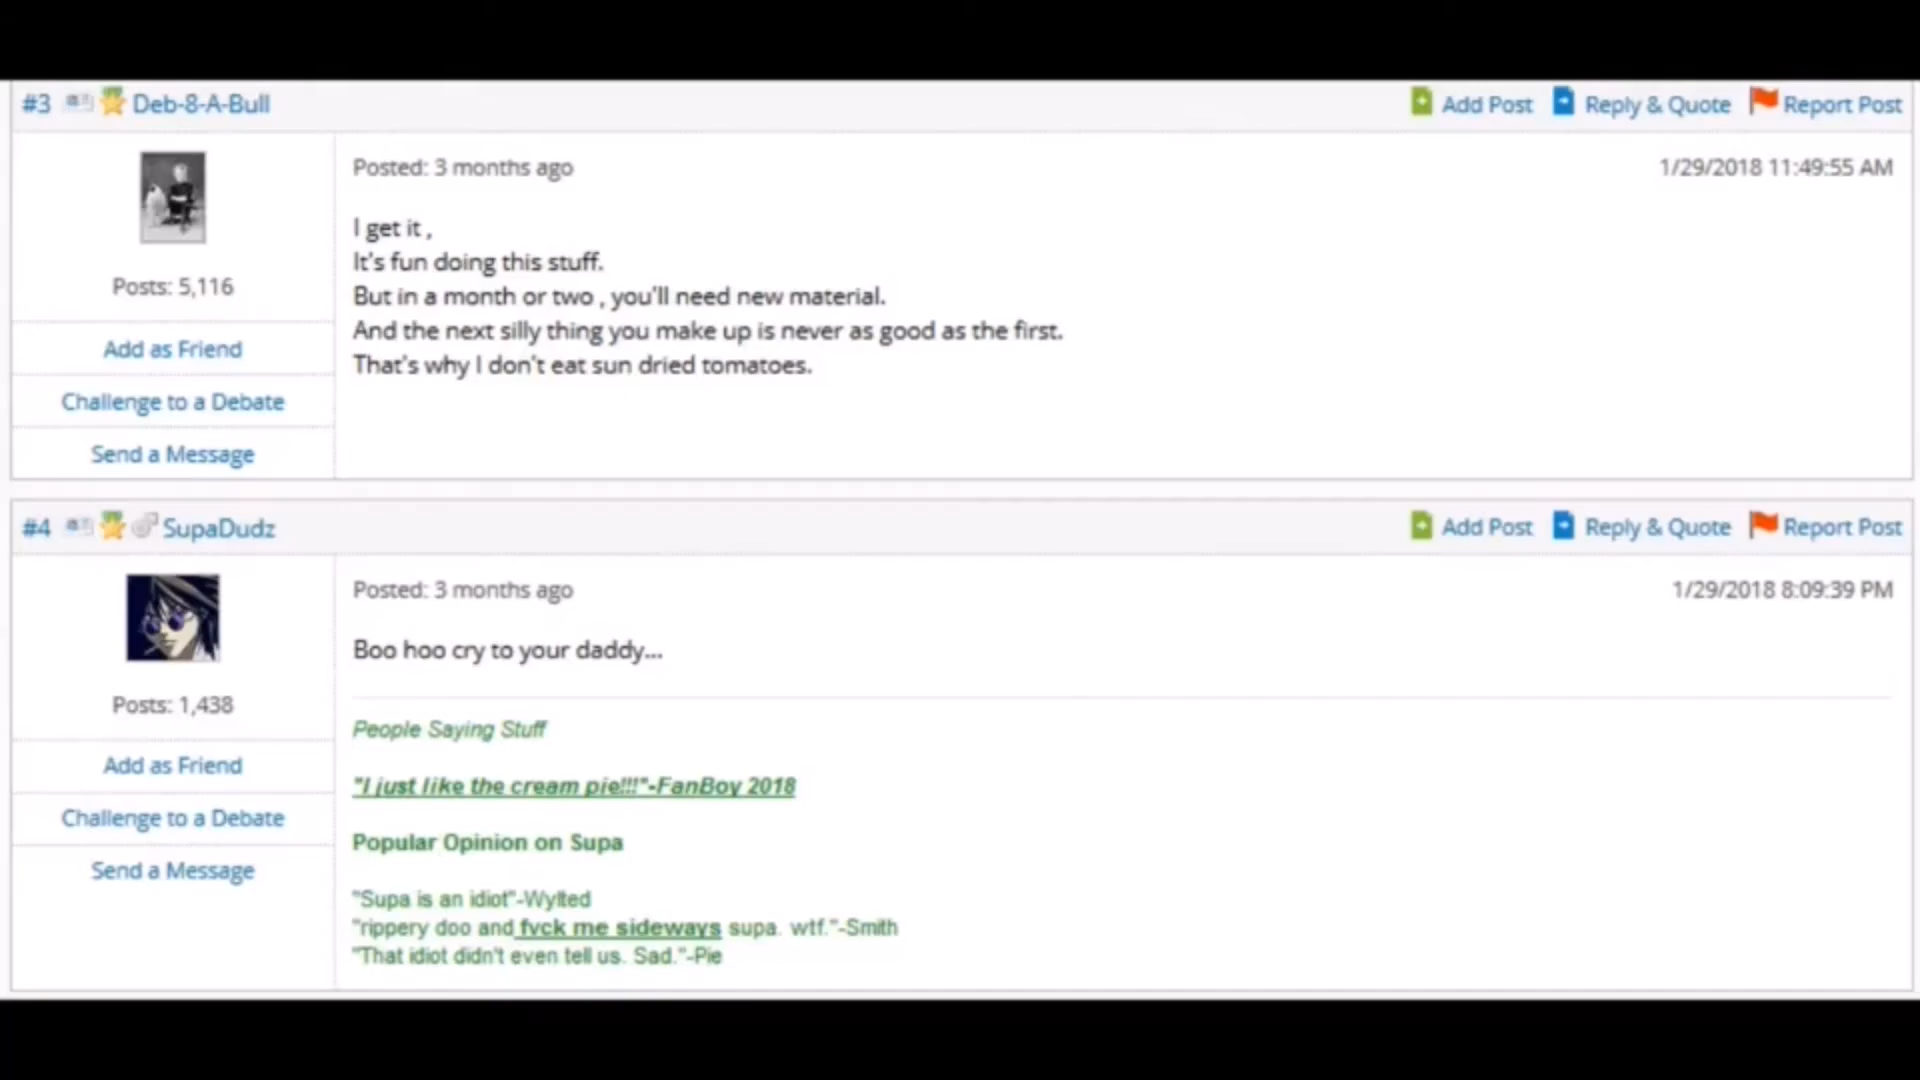 #3 Deb-8-A-Bull Add Post Reply & Quote Report Post
Posted: 3 months ago 1/29/2018 11:49:55 AM
I get it ,
It's fun doing this stuff.
But in a month or two , you'll need new material.
And the next silly thing you make up is never as good as the first.
That's why I don't eat sun dried tomatoes.
Posts: 5,116
Add as Friend
Challenge to a Debate
Send a Message
#4 SupaDudz Add Post Reply & Quote Report Post
Posted: 3 months ago 1/29/2018 8:09:39 PM
Boo hoo cry to your daddy...
Posts: 1,438
Add as Friend
Challenge to a Debate
Send a Message
People Saying Stuff
"I just like the cream pie!!!"-FanBoy 2018
Popular Opinion on Supa
"Supa is an idiot"-Wylted
"rippery doo and fvck me sideways supa. wtf."-Smith
"That idiot didn't even tell us. Sad."-Pie